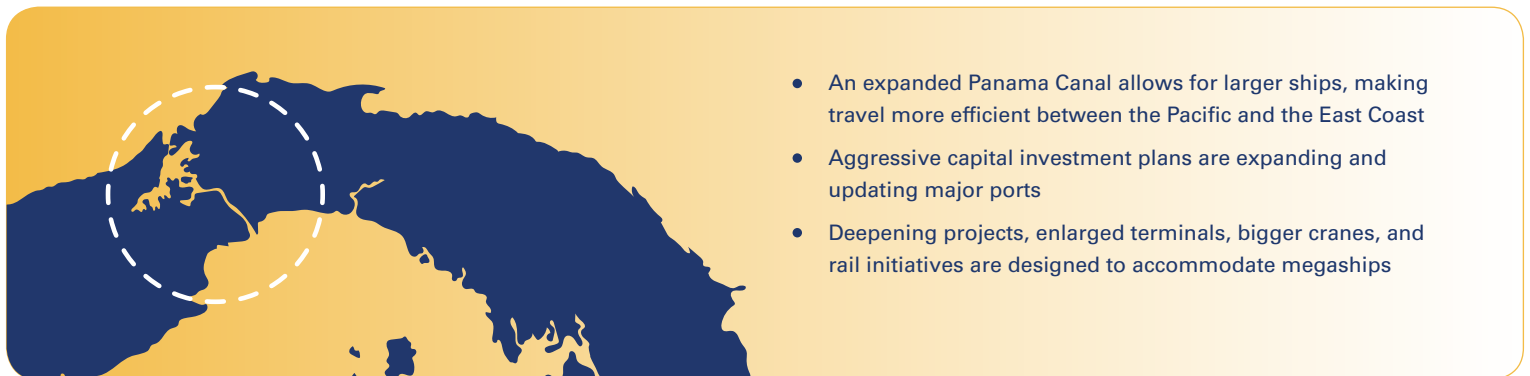 • An expanded Panama Canal allows for larger ships, making
travel more efficient between the Pacific and the East Coast
• Aggressive capital investment plans are expanding and
updating major ports
• Deepening projects, enlarged terminals, bigger cranes, and
rail initiatives are designed to accommodate megaships